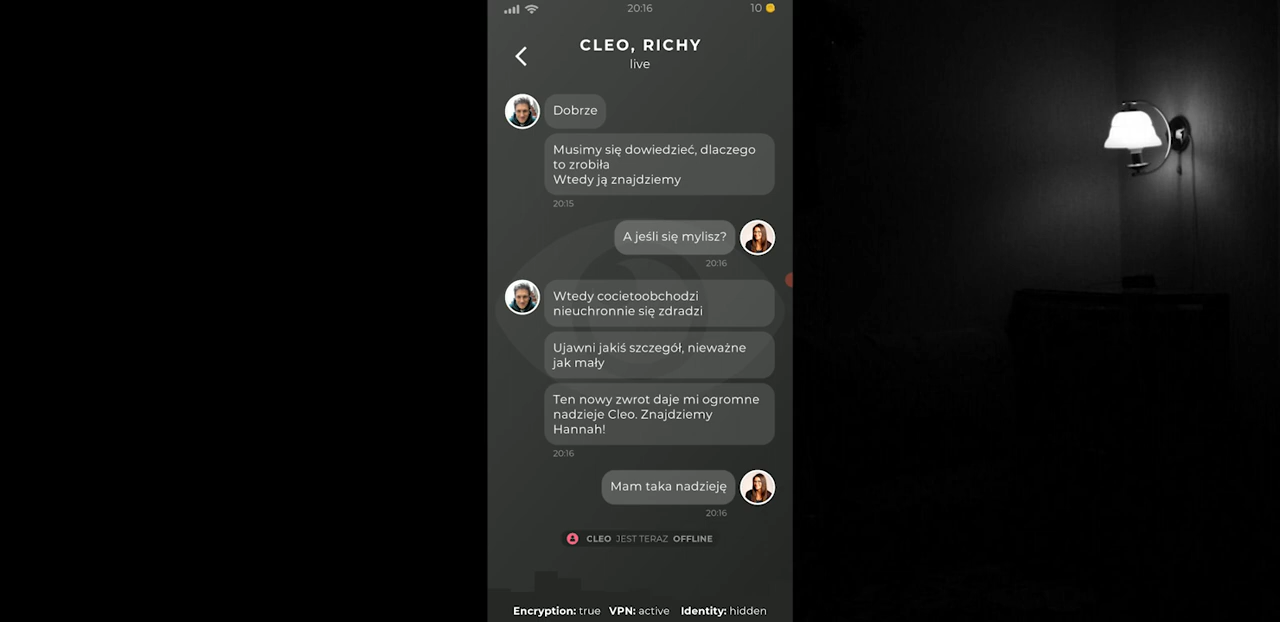 20:16
10
CLEO, RICHY
live
Dobrze
Musimy się dowiedzieć, dlaczego
to zrobiła
Wtedy ją znajdziemy
20:15
A jeśli się mylisz?
20:16
Wtedy cocietoobchodzi
nieuchronnie się zdradzi
Ujawni jakiś szczegół, nieważne
jak mały
Ten nowy zwrot daje mi ogromne
nadzieje Cleo. Znajdziemy
Hannah!
20:16
Mam taka nadzieję
20:16
CLEO JEST TERAZ OFFLINE
Encryption: true VPN: active Identity: hidden